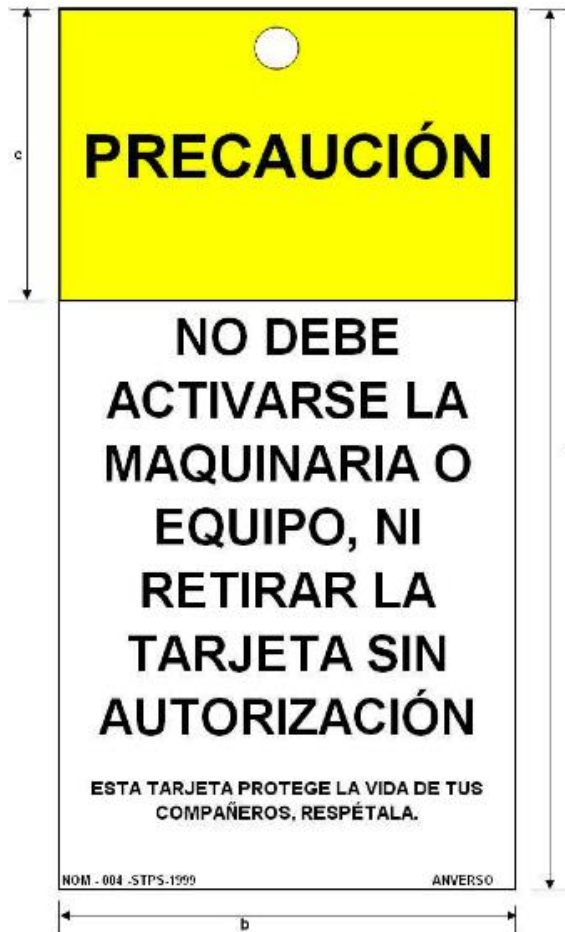 PRECAUCIÓN
c
NO DEBE
ACTIVARSE LA
MAQUINARIA O
EQUIPO, NI
RETIRAR LA
TARJETA SIN
AUTORIZACIÓN
ESTA TARJETA PROTEGE LA VIDA DE TUS
COMPAÑEROS, RESPÉTALA.
NOM - 004 -STPS-1999 ANVERSO
b